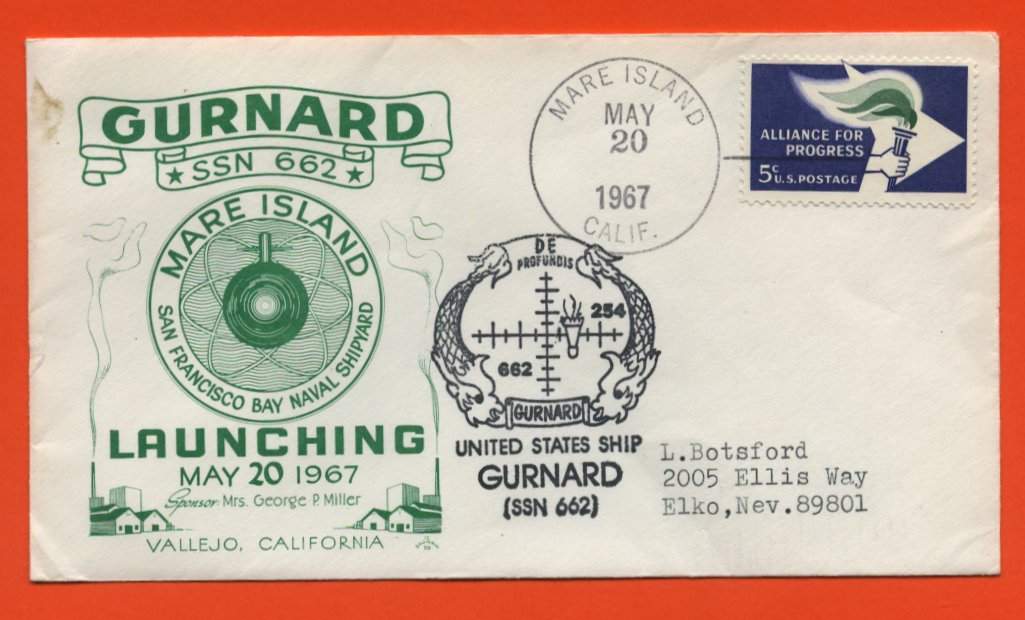 GURNARD
★ SSN 662 ★
MARE ISLAND
SAN FRANCISCO BAY NAVAL SHIPYARD
LAUNCHING
MAY 20 1967
Sponsor: Mrs. George P. Miller
VALLEJO, CALIFORNIA
MARE ISLAND
MAY
20
1967
CALIF.
ALLIANCE FOR
PROGRESS
5c
U.S. POSTAGE
DE
PROFUNDIS
254
662
GURNARD
UNITED STATES SHIP
GURNARD
(SSN 662)
L.Botsford
2005 Ellis Way
Elko,Nev.89801